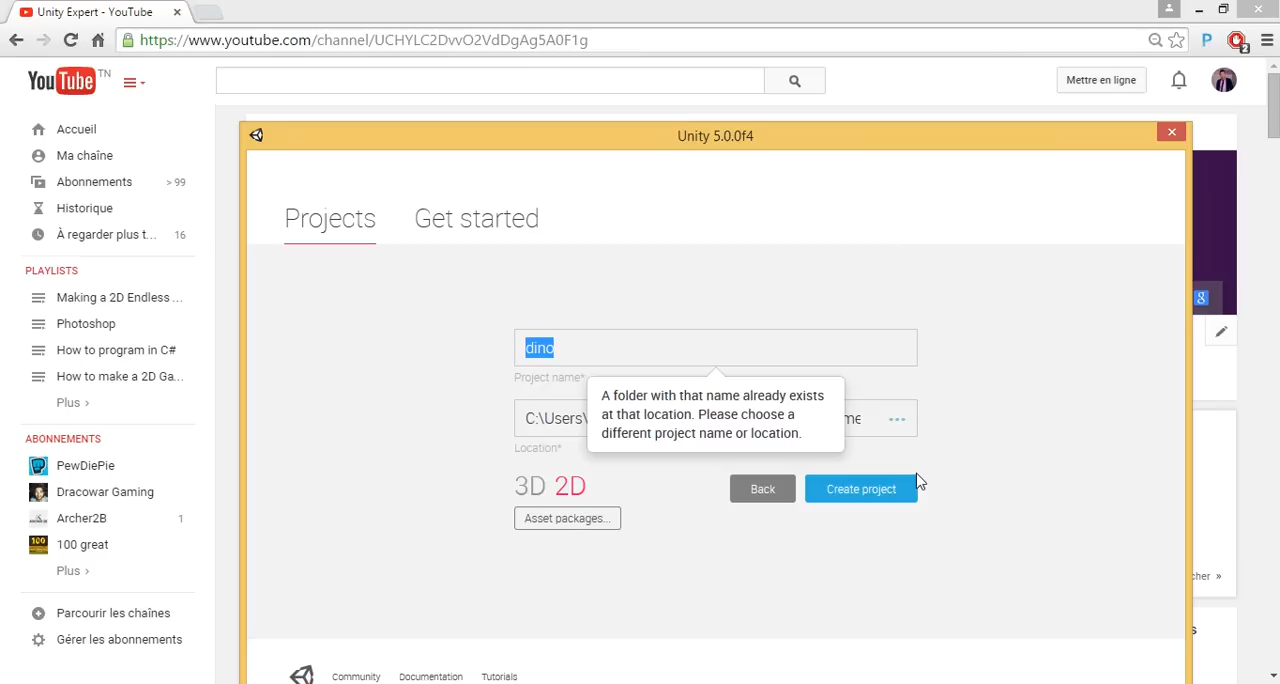 Unity Expert - YouTube
https://www.youtube.com/channel/UCHYLC2DvvO2VdDgAg5A0F1g
P
2
YouTube TN
Mettre en ligne
Accueil
Ma chaîne
Abonnements > 99
Historique
À regarder plus t... 16
PLAYLISTS
Making a 2D Endless ...
Photoshop
How to program in C#
How to make a 2D Ga...
Plus ›
ABONNEMENTS
PewDiePie
Dracowar Gaming
Archer2B 1
100 great
Plus ›
Parcourir les chaînes
Gérer les abonnements
Unity 5.0.0f4
Projects Get started
dino
Project name*
A folder with that name already exists
at that location. Please choose a
different project name or location.
C:\Users\ me ...
Location*
3D 2D
Back Create project
Asset packages...
Community Documentation Tutorials
g
cher »
s
100